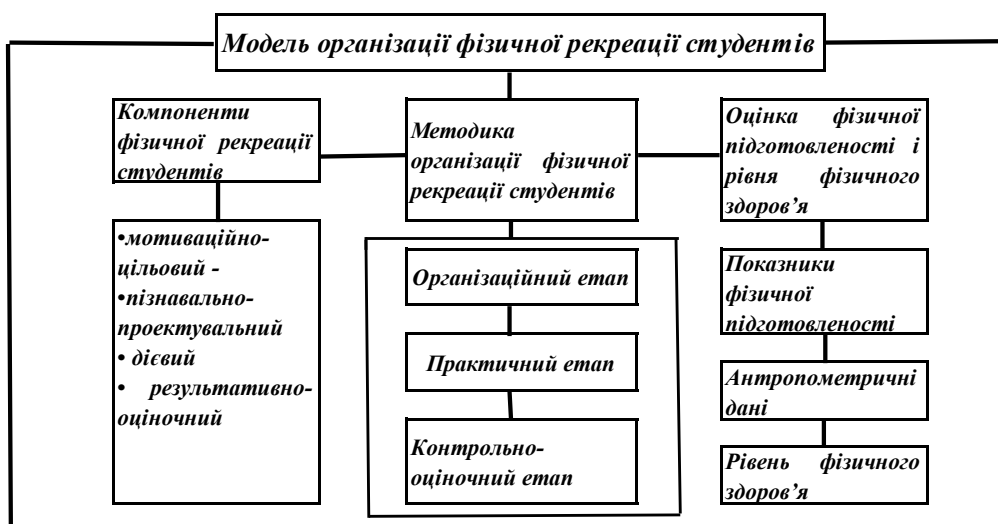 Модель організації фізичної рекреації студентів
Компоненти
фізичної рекреації
студентів
Методика
організації фізичної
рекреації студентів
Оцінка фізичної
підготовленості і
рівня фізичного
здоров’я
•мотиваційно-
цільовий -
•пізнавально-
проектувальний
• дієвий
• результативно-
оціночний
Організаційний етап
Практичний етап
Контрольно-
оціночний етап
Показники
фізичної
підготовленості
Антропометричні
дані
Рівень фізичного
здоров’я